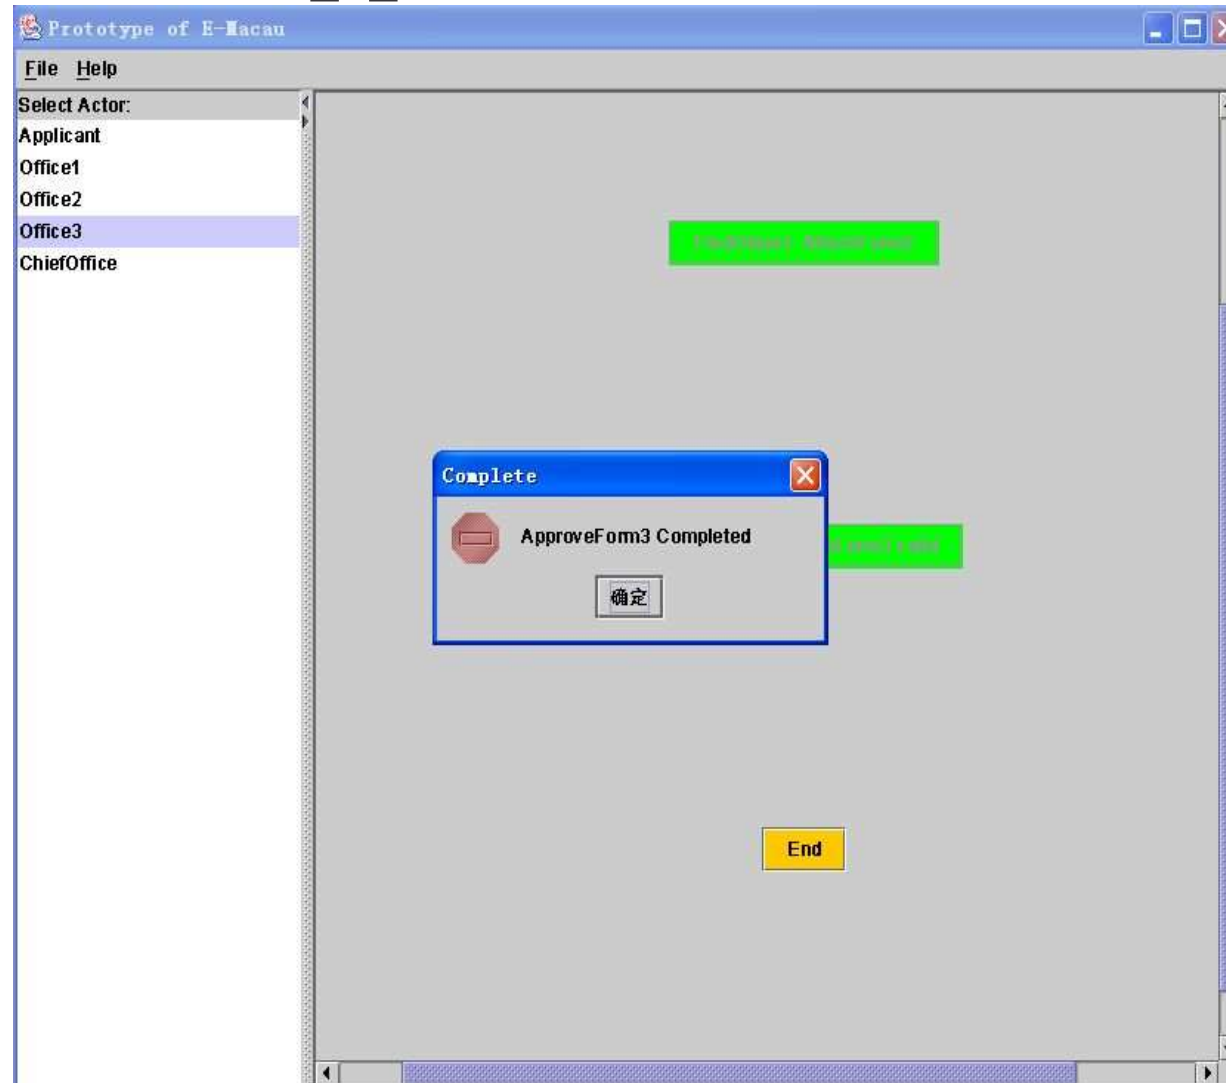 Prototype of E-Macau
File Help
Select Actor:
Applicant
Office1
Office2
Office3
ChiefOffice
Complete
ApproveForm3 Completed
确定
End